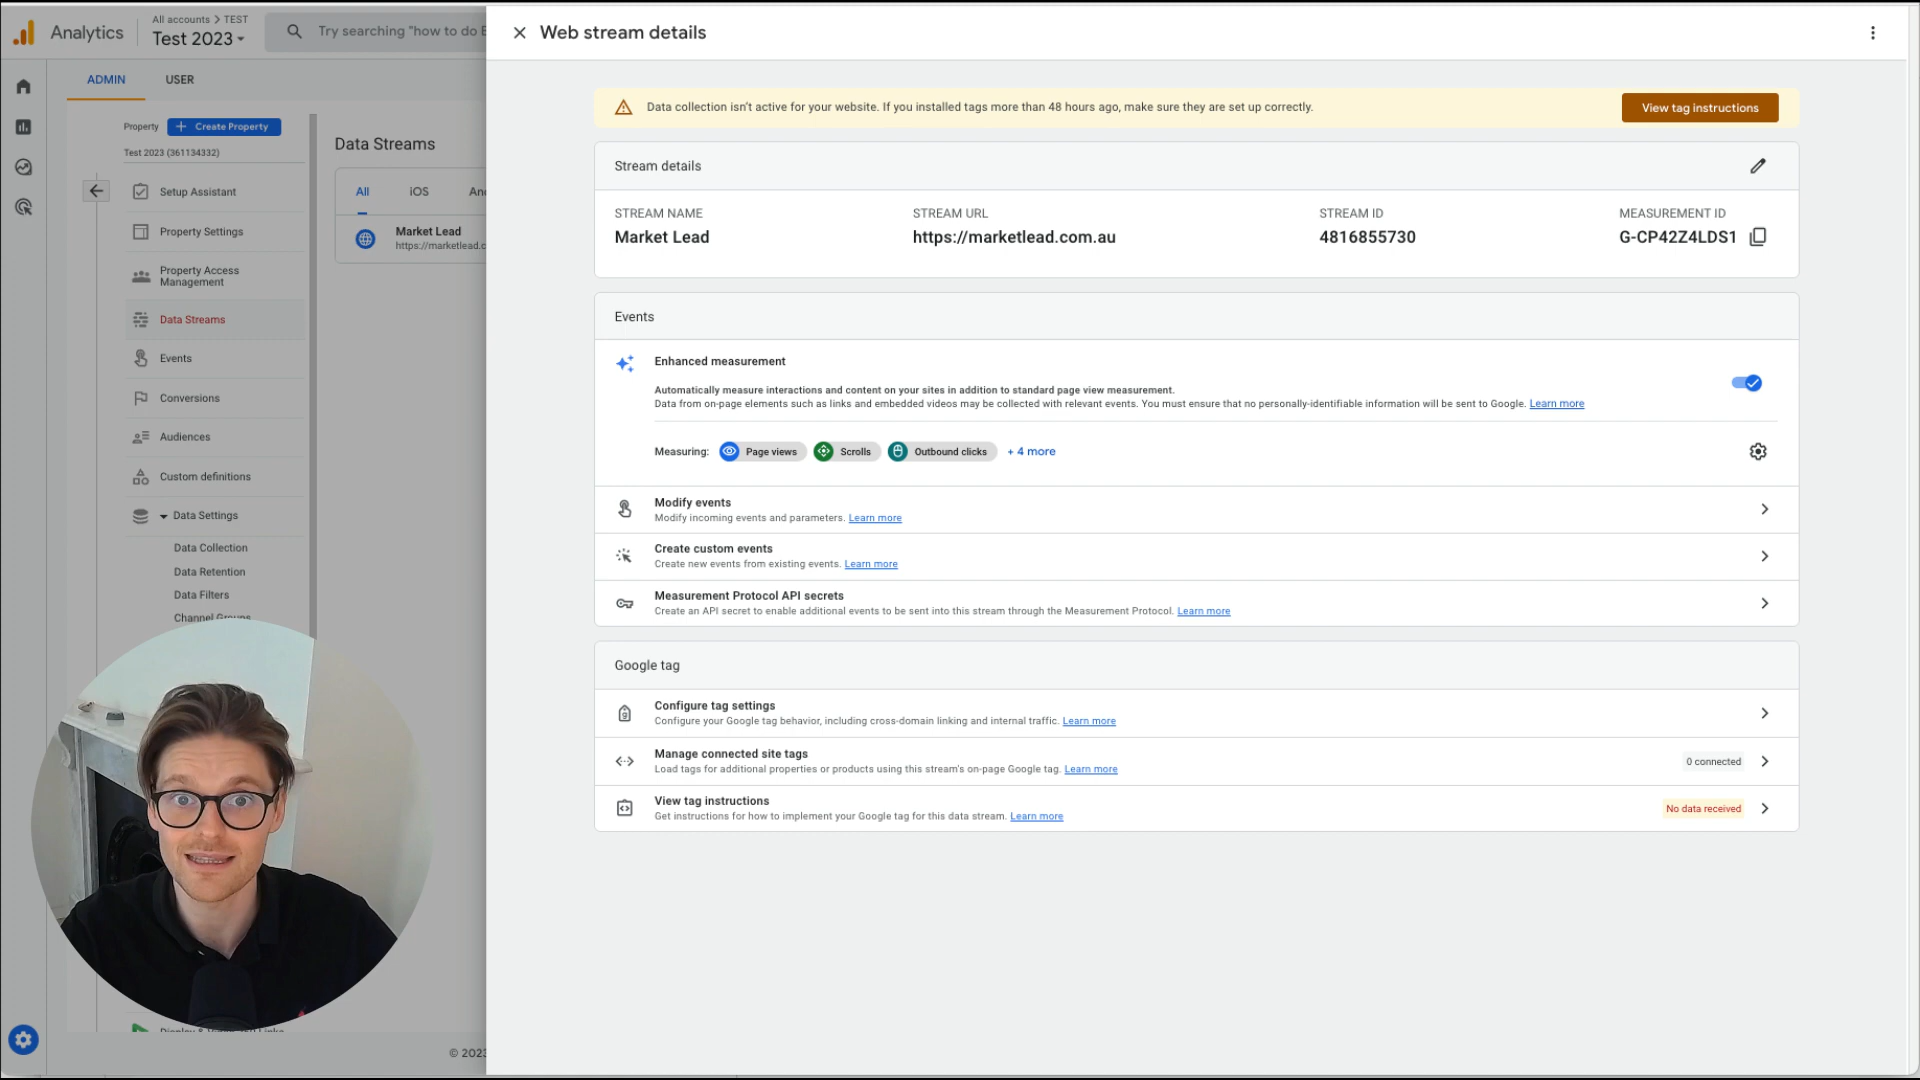 Analytics
All accounts > TEST
Test 2023
Try searching "how to do
Web stream details
ADMIN
USER
Property
Create Property
Test 2023 (361134332)
Setup Assistant
Property Settings
Property Access
Management
Data Streams
Events
Conversions
Audiences
Custom definitions
Data Settings
Data Collection
Data Retention
Data Filters
Channel Groups
© 2023
Data Streams
All
iOS
Market Lead
https://marketlead.c
Data collection isn't active for your website. If you installed tags more than 48 hours ago, make sure they are set up correctly.
View tag instructions
Stream details
STREAM NAME
Market Lead
STREAM URL
https://marketlead.com.au
STREAM ID
4816855730
MEASUREMENT ID
G-CP42Z4LDS1
Events
Enhanced measurement
Automatically measure interactions and content on your sites in addition to standard page view measurement.
Data from on-page elements such as links and embedded videos may be collected with relevant events. You must ensure that no personally-identifiable information will be sent to Google. Learn more
Measuring: Page views Scrolls Outbound clicks + 4 more
Modify events
Modify incoming events and parameters. Learn more
Create custom events
Create new events from existing events. Learn more
Measurement Protocol API secrets
Create an API secret to enable additional events to be sent into this stream through the Measurement Protocol. Learn more
Google tag
Configure tag settings
Configure your Google tag behavior, including cross-domain linking and internal traffic. Learn more
Manage connected site tags
Load tags for additional properties or products using this stream's on-page Google tag. Learn more
0 connected
View tag instructions
Get instructions for how to implement your Google tag for this data stream. Learn more
No data received